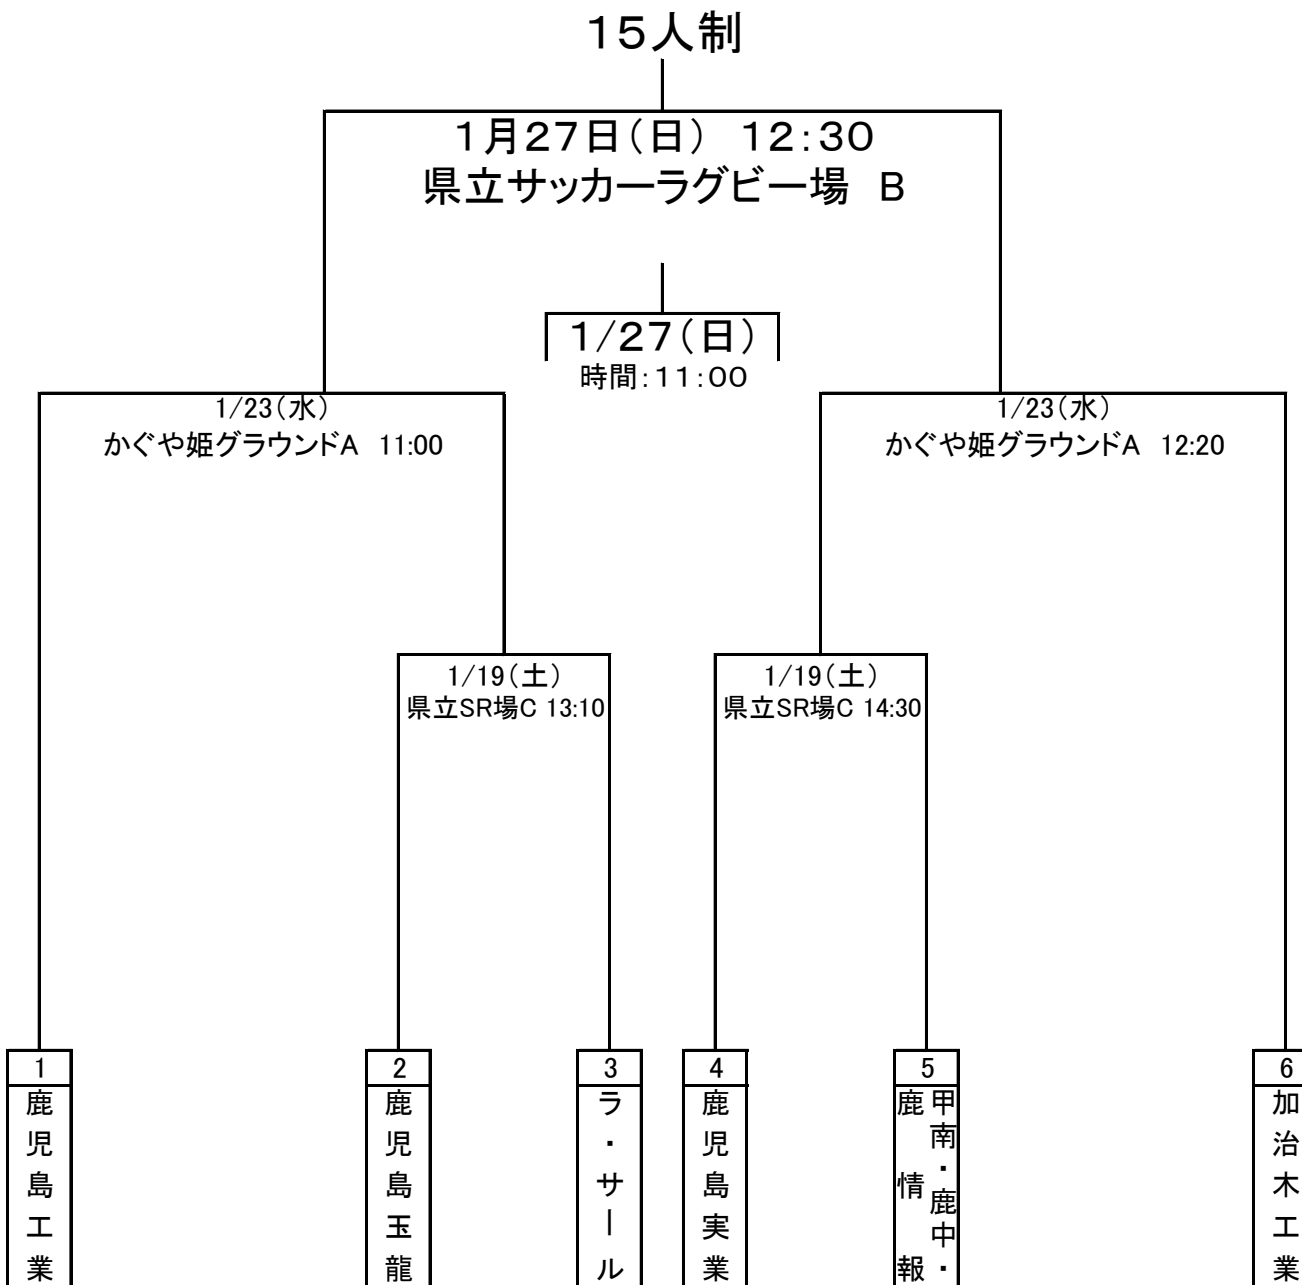 15人制
1月27日(日) 12:30
県立サッカーラグビー場 B
1/27(日)
時間:11:00
1/23(水)
かぐや姫グラウンドA 11:00
1/23(水)
かぐや姫グラウンドA 12:20
1/19(土)
県立SR場C 13:10
1/19(土)
県立SR場C 14:30
1
鹿児島工業
2
鹿児島玉龍
3
ラ・サール
4
鹿児島実業
5
甲南・鹿中・
鹿情報
6
加治木工業